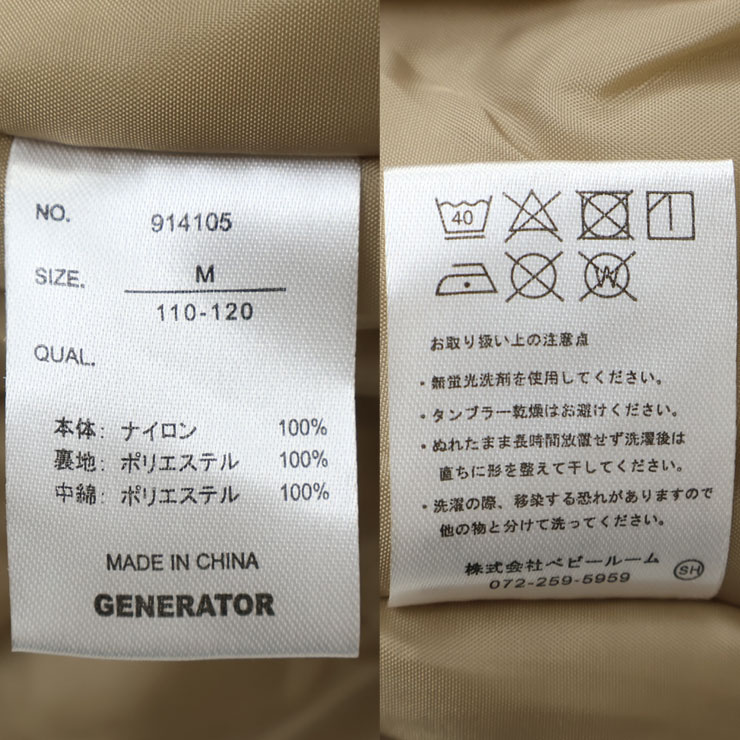 NO. 914105
SIZE. M
110-120
QUAL.
本体: ナイロン 100%
裏地: ポリエステル 100%
中綿: ポリエステル 100%
MADE IN CHINA
GENERATOR
40
W
お取り扱い上の注意点
・無蛍光洗剤を使用してください。
・タンブラー乾燥はお避けください。
・ぬれたまま長時間放置せず洗濯後は
直ちに形を整えて干してください。
・洗濯の際、移染する恐れがありますので
他の物と分けて洗ってください。
株式会社ベビールーム
072-259-5959
SH